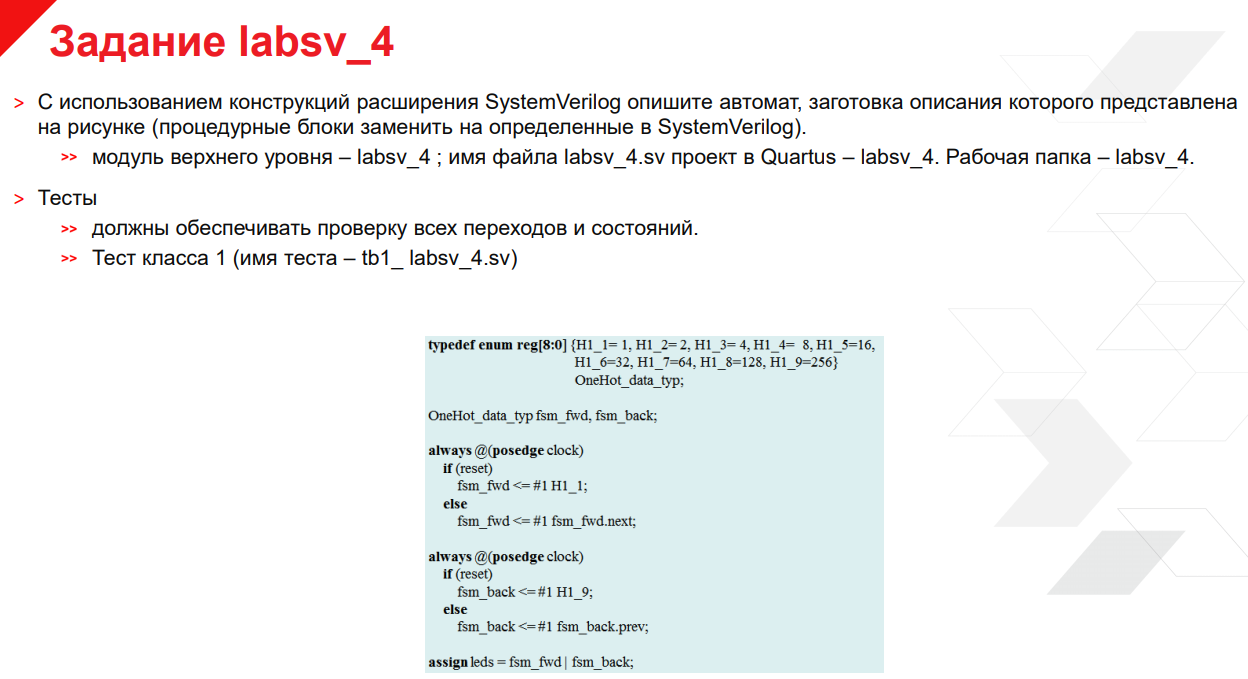 Задание labsv_4
> С использованием конструкций расширения SystemVerilog опишите автомат, заготовка описания которого представлена
на рисунке (процедурные блоки заменить на определенные в SystemVerilog).
>> модуль верхнего уровня – labsv_4 ; имя файла labsv_4.sv проект в Quartus – labsv_4. Рабочая папка – labsv_4.
> Тесты
>> должны обеспечивать проверку всех переходов и состояний.
>> Тест класса 1 (имя теста – tb1_ labsv_4.sv)
typedef enum reg[8:0] {H1_1= 1, H1_2= 2, H1_3= 4, H1_4=  8, H1_5=16,
H1_6=32, H1_7=64, H1_8=128, H1_9=256}
OneHot_data_typ;
OneHot_data_typ fsm_fwd, fsm_back;
always @(posedge clock)
if (reset)
fsm_fwd <= #1 H1_1;
else
fsm_fwd <= #1 fsm_fwd.next;
always @(posedge clock)
if (reset)
fsm_back <= #1 H1_9;
else
fsm_back <= #1 fsm_back.prev;
assign leds = fsm_fwd | fsm_back;